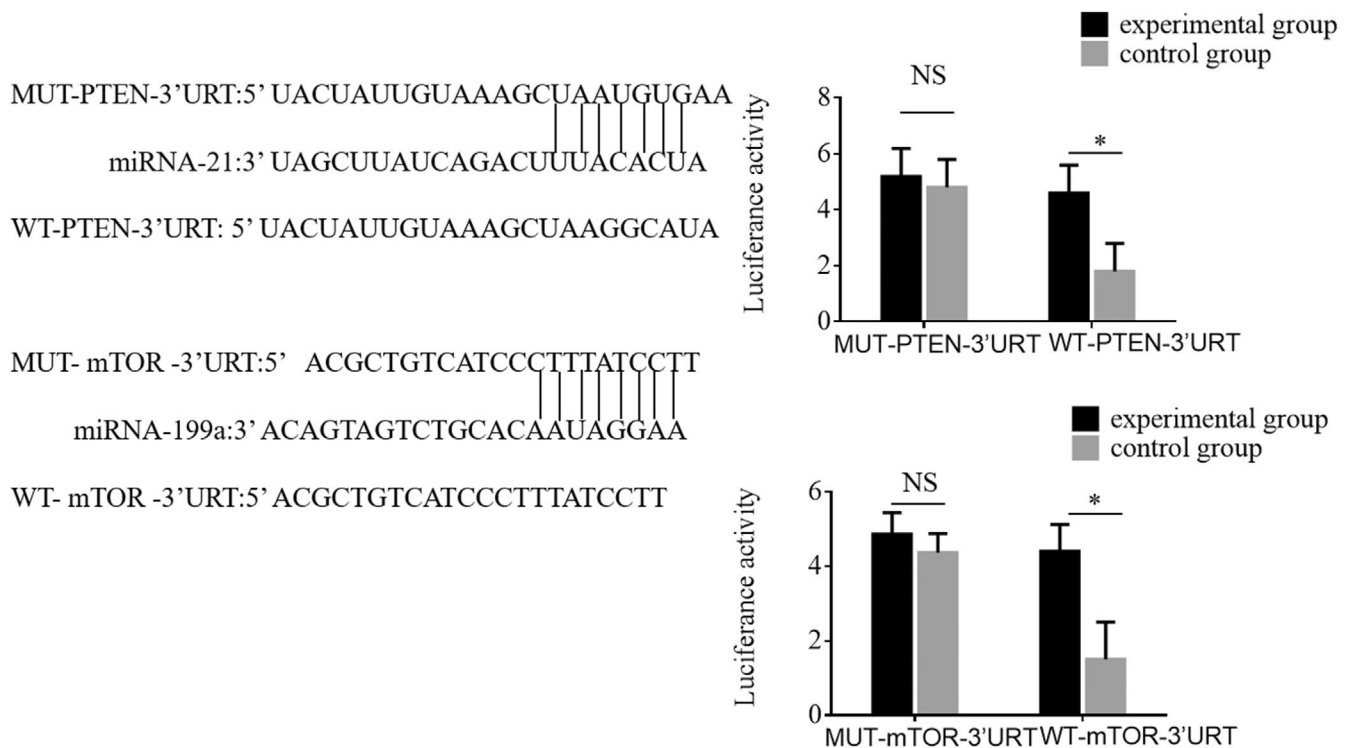 MUT-PTEN-3’URT:5’ UACUAUUGUAAAGCUAAUGUGAA
miRNA-21:3’ UAGCUUAUCAGACUUUACACUA
WT-PTEN-3’URT: 5’ UACUAUUGUAAAGCUAAGGCAUA
experimental group
control group
NS
*
Luciferance activity
8
6
4
2
0
MUT-PTEN-3’URT WT-PTEN-3’URT
MUT- mTOR -3’URT:5’ ACGCTGTCATCCCTTTATCCTT
miRNA-199a:3’ ACAGTAGTCTGCACAAUAGGAA
WT- mTOR -3’URT:5’ ACGCTGTCATCCCTTTATCCTT
experimental group
control group
NS
*
Luciferance activity
6
4
2
0
MUT-mTOR-3’URT WT-mTOR-3’URT